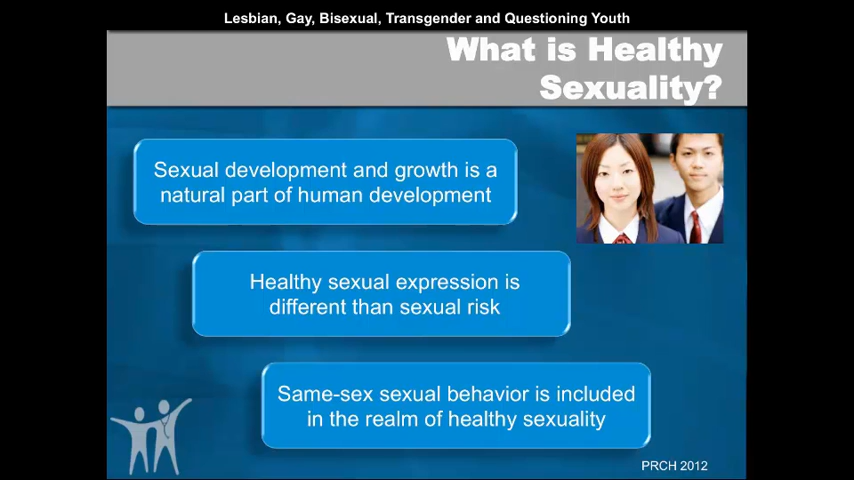 Lesbian, Gay, Bisexual, Transgender and Questioning Youth
What is Healthy
Sexuality?
Sexual development and growth is a
natural part of human development
Healthy sexual expression is
different than sexual risk
Same-sex sexual behavior is included
in the realm of healthy sexuality
PRCH 2012